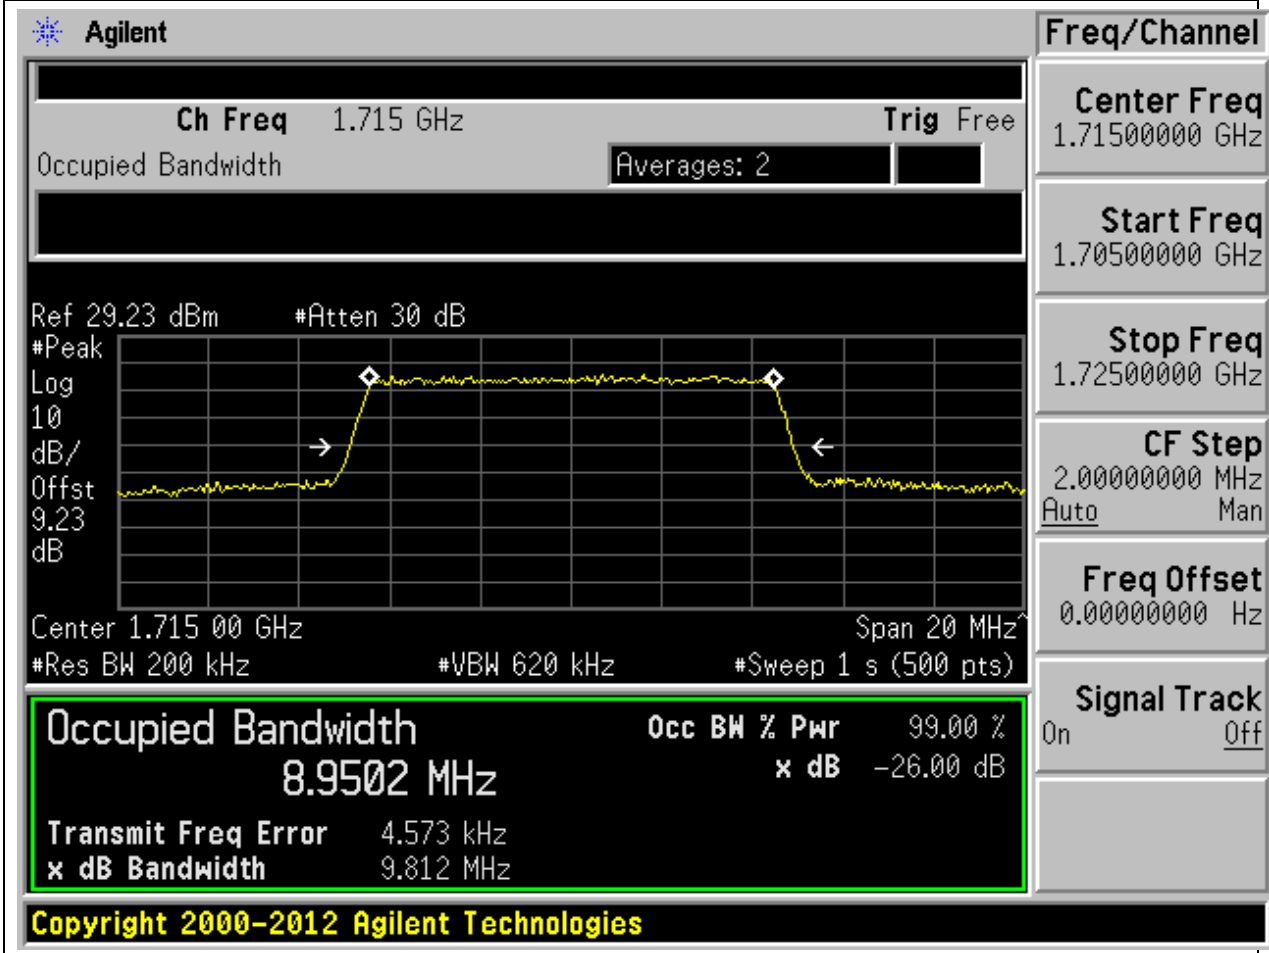 Agilent
Freq/Channel
Ch Freq 1.715 GHz Trig Free
Occupied Bandwidth Averages: 2
Center Freq
1.71500000 GHz
Start Freq
1.70500000 GHz
Stop Freq
1.72500000 GHz
CF Step
2.00000000 MHz
Auto Man
Freq Offset
0.00000000 Hz
Signal Track
On Off
Ref 29.23 dBm #Atten 30 dB
#Peak
Log
10
dB/
Offst
9.23
dB
Center 1.715 00 GHz Span 20 MHz^
#Res BW 200 kHz #VBW 620 kHz #Sweep 1 s (500 pts)
Occupied Bandwidth Occ BW % Pwr 99.00 %
8.9502 MHz x dB -26.00 dB
Transmit Freq Error 4.573 kHz
x dB Bandwidth 9.812 MHz
Copyright 2000-2012 Agilent Technologies